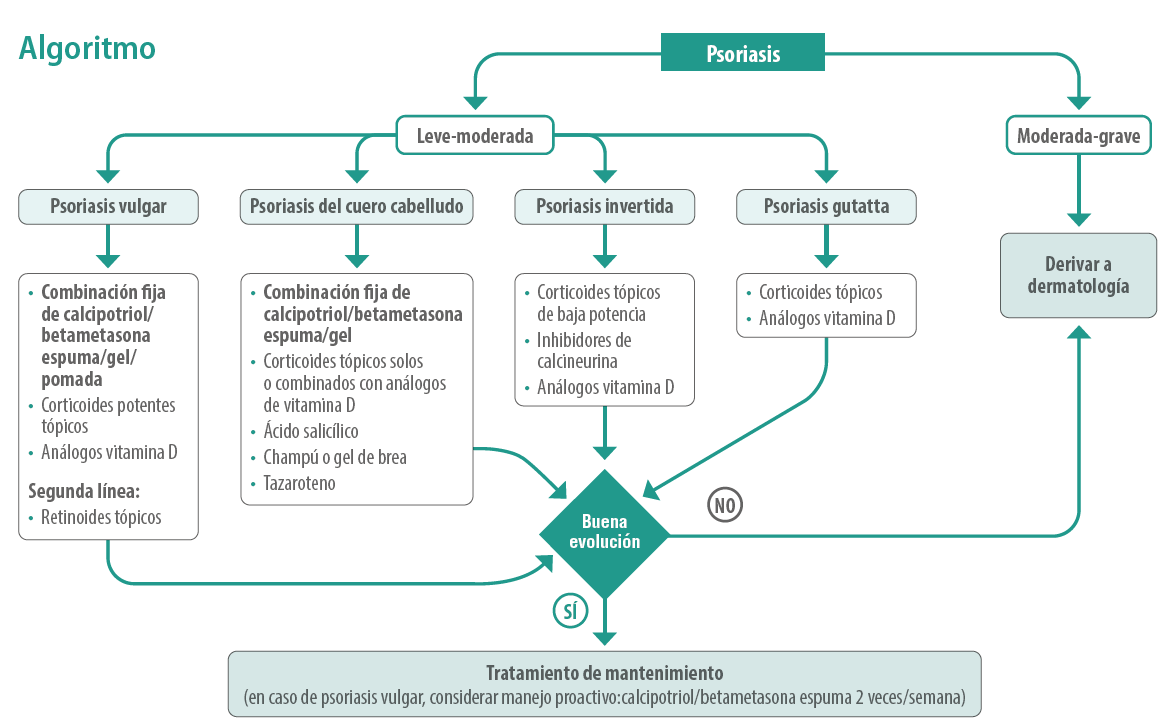 Algoritmo
Psoriasis
Leve-moderada
Moderada-grave
Psoriasis vulgar
Psoriasis del cuero cabelludo
Psoriasis invertida
Psoriasis gutatta
• Combinación fija
de calcipotriol/
betametasona
espuma/gel/
pomada
• Corticoides potentes
tópicos
• Análogos vitamina D
Segunda línea:
• Retinoides tópicos
• Combinación fija de
calcipotriol/betametasona
espuma/gel
• Corticoides tópicos solos
o combinados con análogos
de vitamina D
• Ácido salicílico
• Champú o gel de brea
• Tazaroteno
• Corticoides tópicos
de baja potencia
• Inhibidores de
calcineurina
• Análogos vitamina D
• Corticoides tópicos
• Análogos vitamina D
Derivar a
dermatología
Buena
evolución
NO
SÍ
Tratamiento de mantenimiento
(en caso de psoriasis vulgar, considerar manejo proactivo:calcipotriol/betametasona espuma 2 veces/semana)